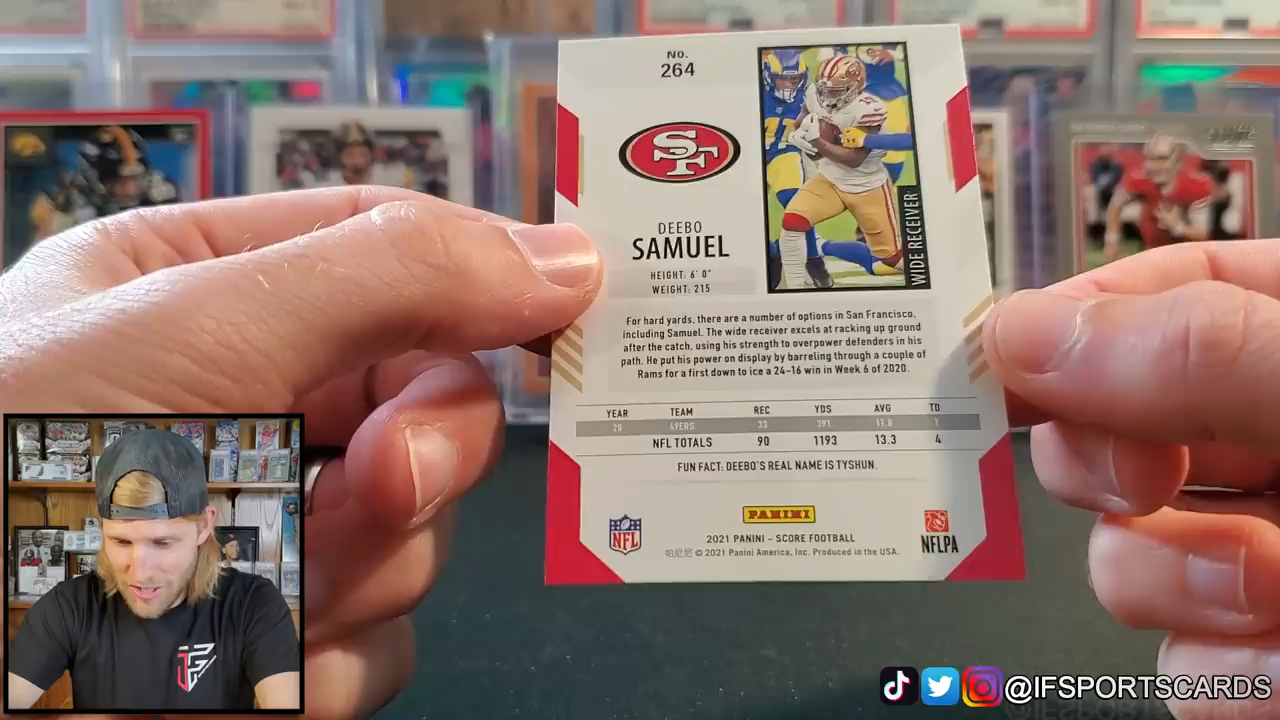 No.
264
SF
DEEBO
SAMUEL
HEIGHT: 6' 0"
WEIGHT: 215
WIDE RECEIVER
For hard yards, there are a number of options in San Francisco,
including Samuel. The wide receiver excels at racking up ground
after the catch, using his strength to overpower defenders in his
path. He put his power on display by barreling through a couple of
Rams for a first down to ice a 24-16 win in Week 6 of 2020.
YEAR TEAM REC YDS AVG TD
20 49ERS 33 391 11.8 1
NFL TOTALS 90 1193 13.3 4
FUN FACT: DEEBO'S REAL NAME IS TYSHUN.
PANINI
NFL
NFLPA
2021 PANINI – SCORE FOOTBALL
帕尼尼 © 2021 Panini America, Inc. Produced in the USA.
@IFSPORTSCARDS